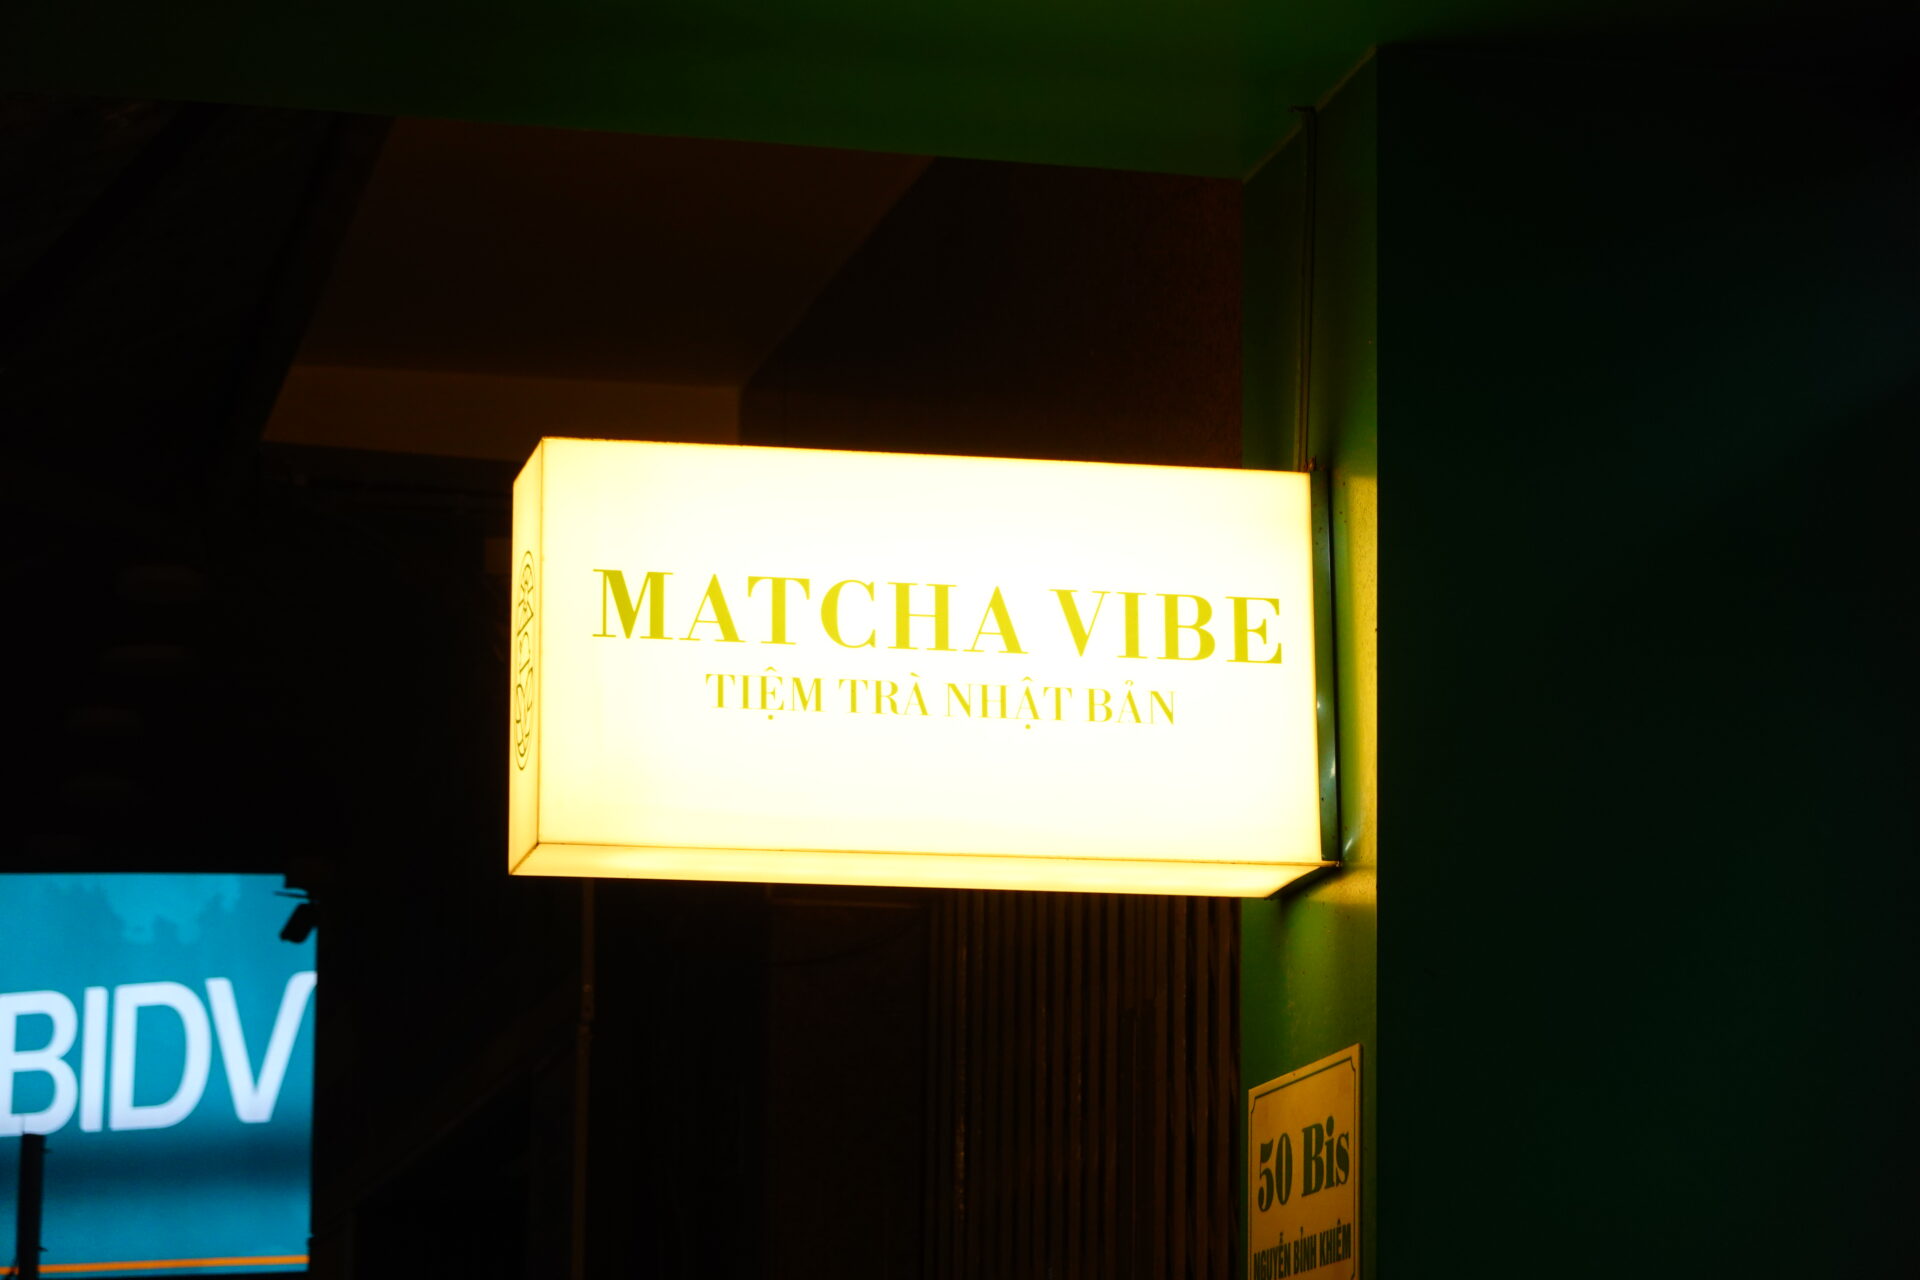 MATCHA VIBE
TIỆM TRÀ NHẬT BẢN
BIDV
50 Bis
NGUYỄN BỈNH KHIÊM